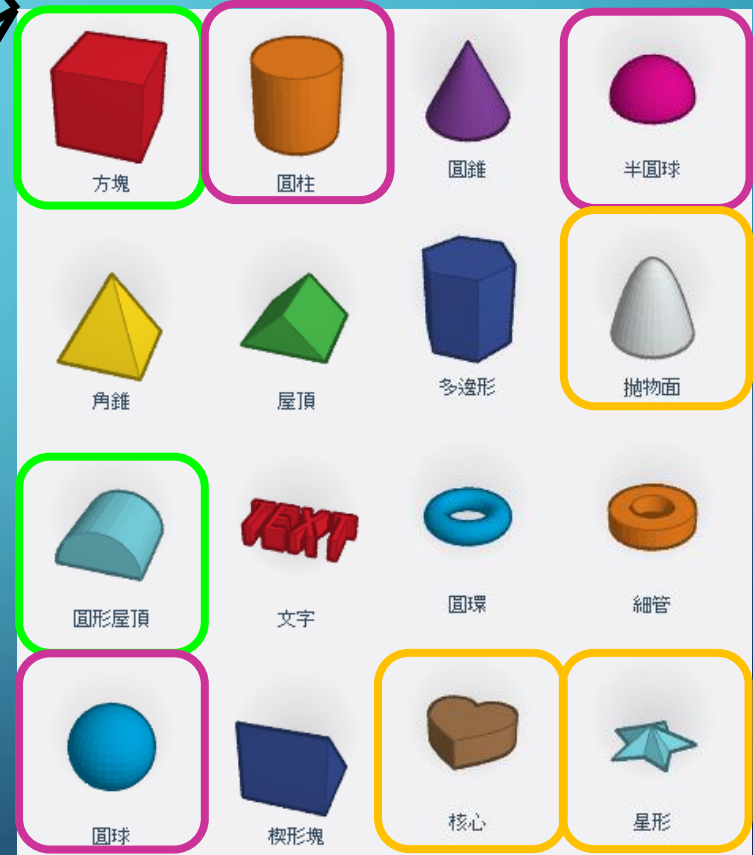 方塊
圓柱
圓錐
半圓球
角錐
屋頂
多邊形
拋物面
圓形屋頂
TEXT
文字
圓環
細管
圓球
楔形塊
核心
星形